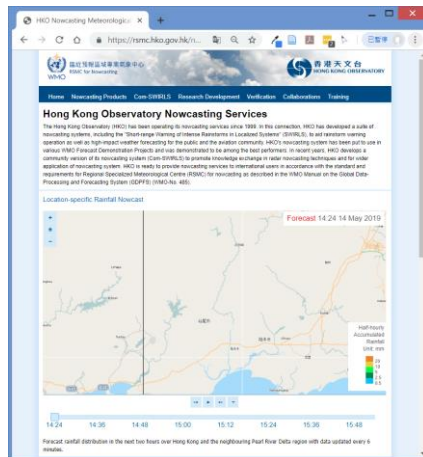 HKO Nowcasting Meteorologica
https://rsmc.hko.gov.hk/n...
已暫停
WMO
RSMC for Nowcasting
香港天文台
HONG KONG OBSERVATORY
Home Nowcasting Products Com-SWIRLS Research Development Verification Collaborations Training
Hong Kong Observatory Nowcasting Services
The Hong Kong Observatory (HKO) has been operating its nowcasting services since 1999. In this connection, HKO has developed a suite of
nowcasting systems, including the "Short-range Warning of Intense Rainstorms in Localized Systems" (SWIRLS), to aid rainstorm warning
operation as well as high-impact weather forecasting for the public and the aviation community. HKO's nowcasting system has been put to use in
various WMO Forecast Demonstration Projects and was demonstrated to be among the best performers. In recent years, HKO develops a
community version of its nowcasting system (Com-SWIRLS) to promote knowledge exchange in radar nowcasting techniques and for wider
application of nowcasting system. HKO is ready to provide nowcasting services to international users in accordance with the standard and
requirements for Regional Specialized Meteorological Centre (RSMC) for nowcasting as described in the WMO Manual on the Global Data-
Processing and Forecasting System (GDPFS) (WMO-No. 485).
Location-specific Rainfall Nowcast
Forecast 14:24 14 May 2019
Half-hourly
Accumulated
Rainfall
Unit: mm
14:24 14:36 14:48 15:00 15:12 15:24 15:36 15:48
Forecast rainfall distribution in the next two hours over Hong Kong and the neighbouring Pearl River Delta region with data updated every 6
minutes.